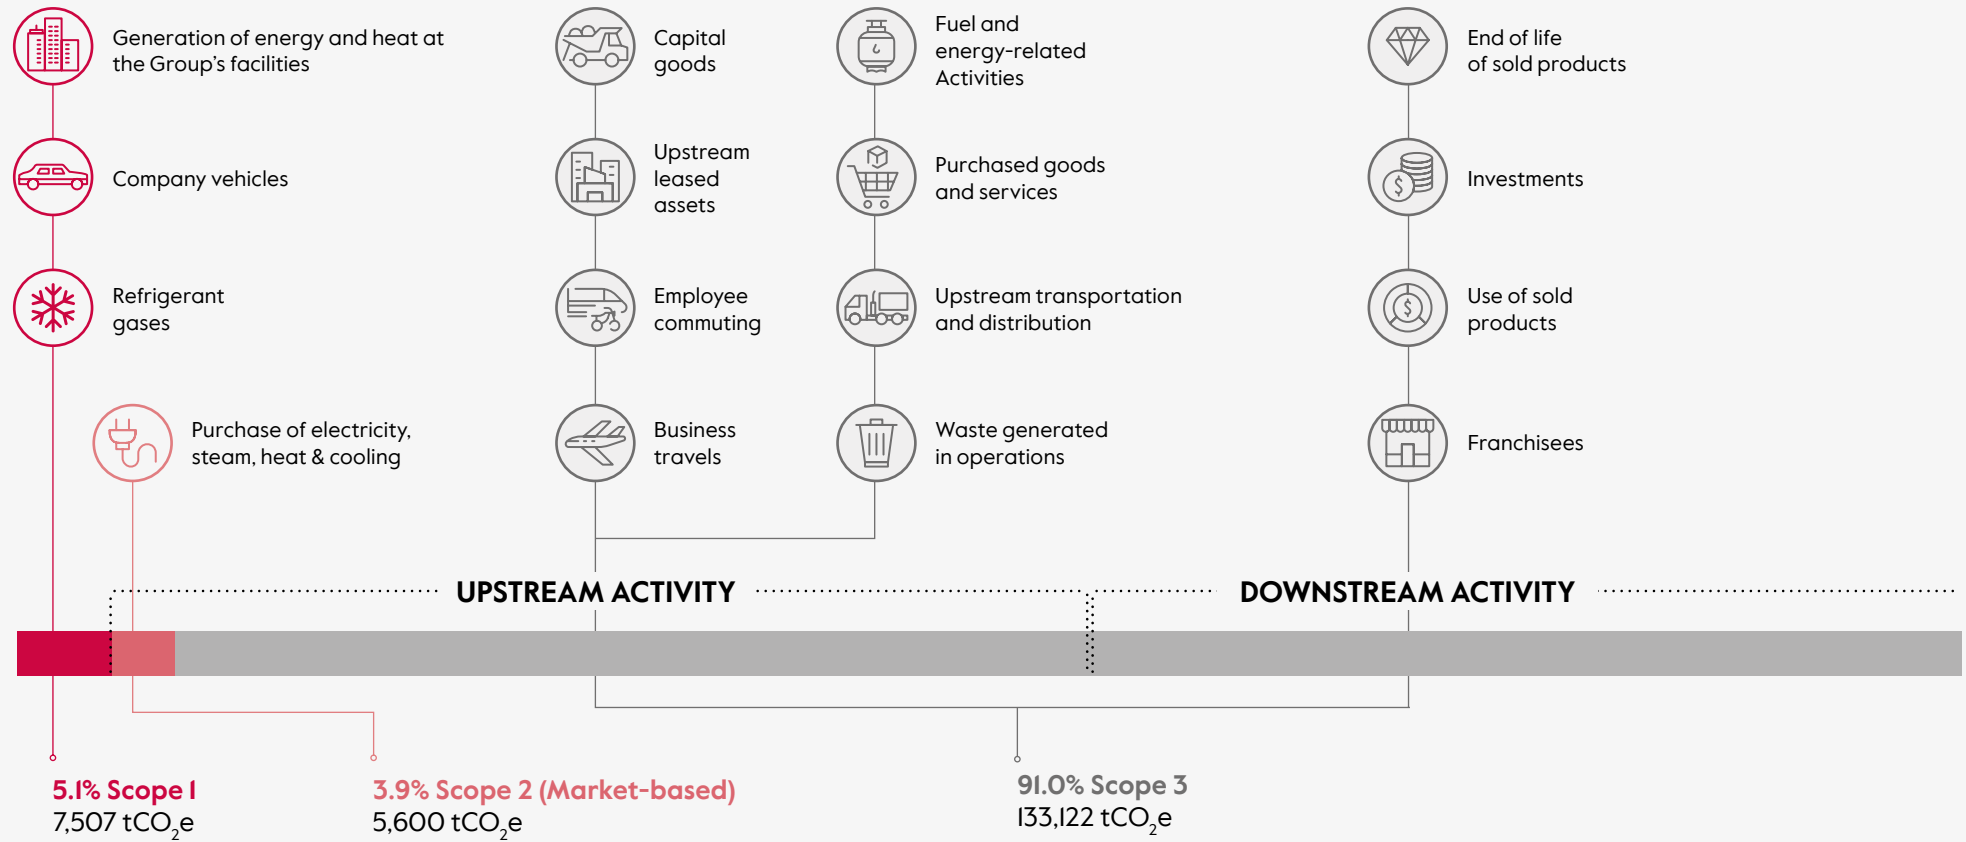 Generation of energy and heat at
the Group's facilities
Company vehicles
Refrigerant
gases
Purchase of electricity,
steam, heat & cooling
Capital
goods
Upstream
leased
assets
Employee
commuting
Business
travels
Fuel and
energy-related
Activities
Purchased goods
and services
Upstream transportation
and distribution
Waste generated
in operations
End of life
of sold products
$
Investments
$
Use of sold
products
Franchisees
UPSTREAM ACTIVITY
DOWNSTREAM ACTIVITY
5.1% Scope 1
7,507 tCO₂e
3.9% Scope 2 (Market-based)
5,600 tCO₂e
91.0% Scope 3
133,122 tCO₂e